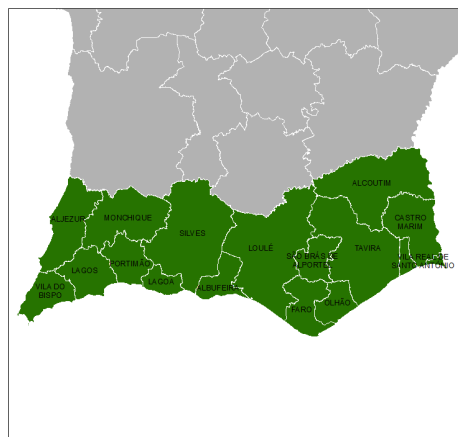 ALCOUTIM
ALJEZUR
MONCHIQUE
CASTRO
MARIM
SILVES
LOULÉ
TAVIRA
SÃO BRÁS DE
ALPORTEL
VILA REAL DE
SANTO ANTÓNIO
PORTIMÃO
LAGOS
LAGOA
VILA DO
BISPO
ALBUFEIRA
OLHÃO
FARO